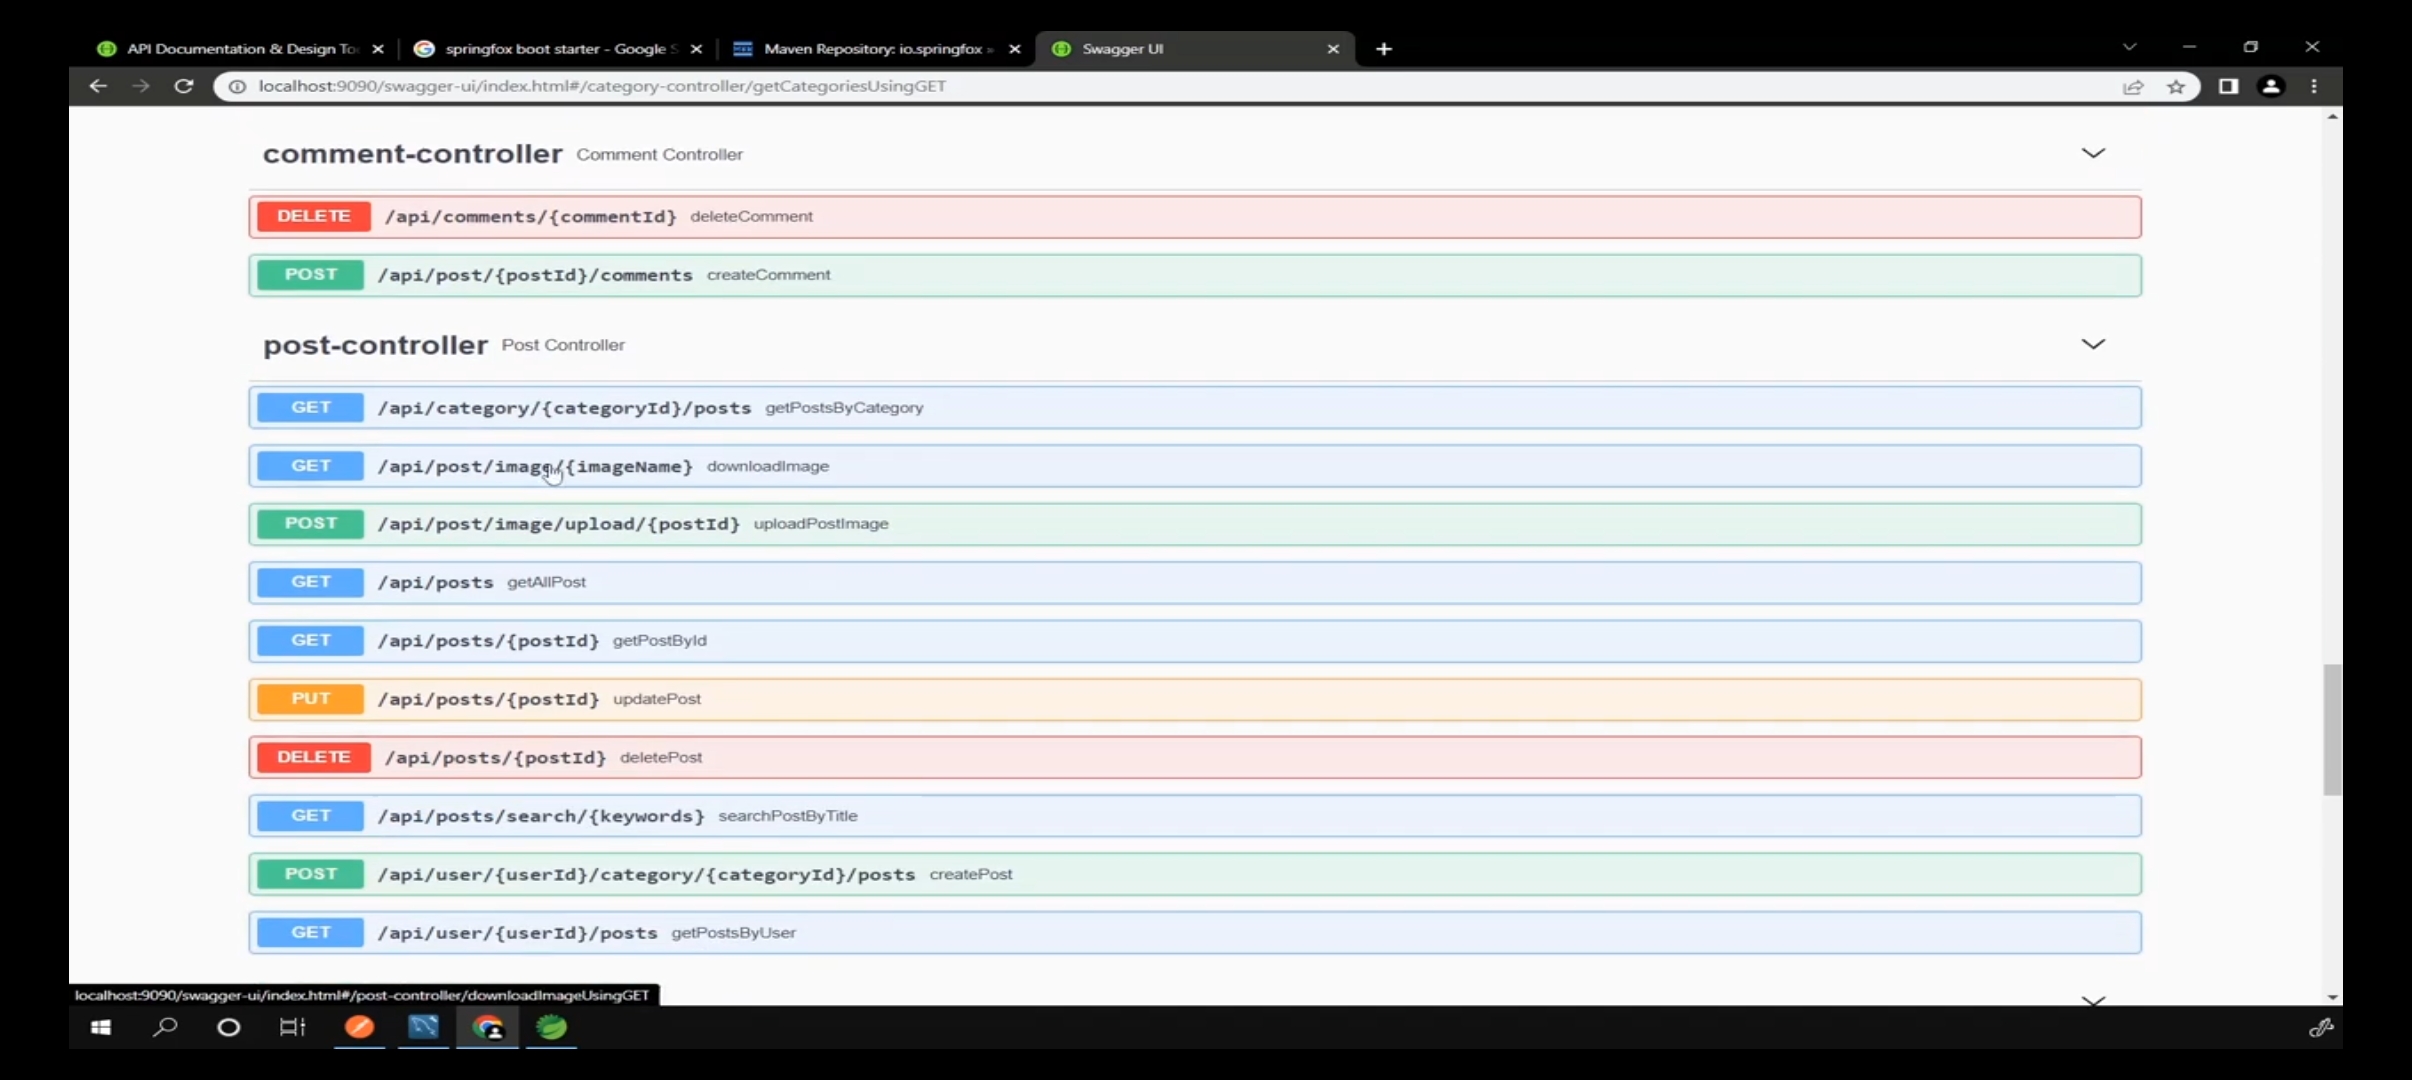 API Documentation & Design To
springfox boot starter - Google S
Maven Repository: io.springfox »
Swagger UI
localhost:9090/swagger-ui/index.html#/category-controller/getCategoriesUsingGET
comment-controller Comment Controller
DELETE /api/comments/{commentId} deleteComment
POST /api/post/{postId}/comments createComment
post-controller Post Controller
GET /api/category/{categoryId}/posts getPostsByCategory
GET /api/post/image/{imageName} downloadImage
POST /api/post/image/upload/{postId} uploadPostImage
GET /api/posts getAllPost
GET /api/posts/{postId} getPostById
PUT /api/posts/{postId} updatePost
DELETE /api/posts/{postId} deletePost
GET /api/posts/search/{keywords} searchPostByTitle
POST /api/user/{userId}/category/{categoryId}/posts createPost
GET /api/user/{userId}/posts getPostsByUser
localhost:9090/swagger-ui/index.html#/post-controller/downloadImageUsingGET